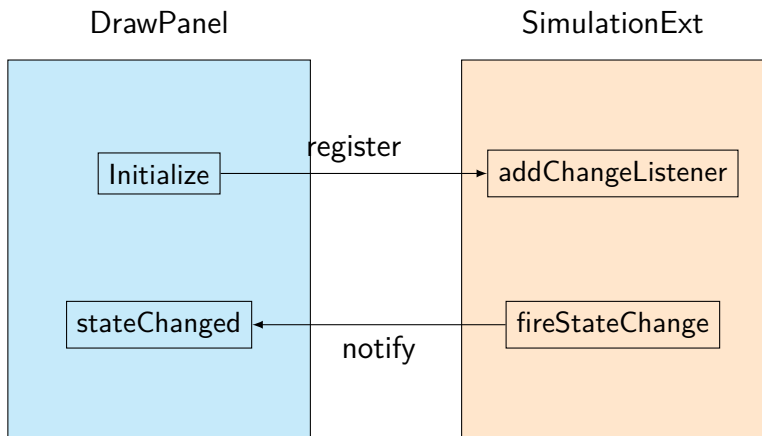 DrawPanel
SimulationExt
register
Initialize
addChangeListener
stateChanged
fireStateChange
notify